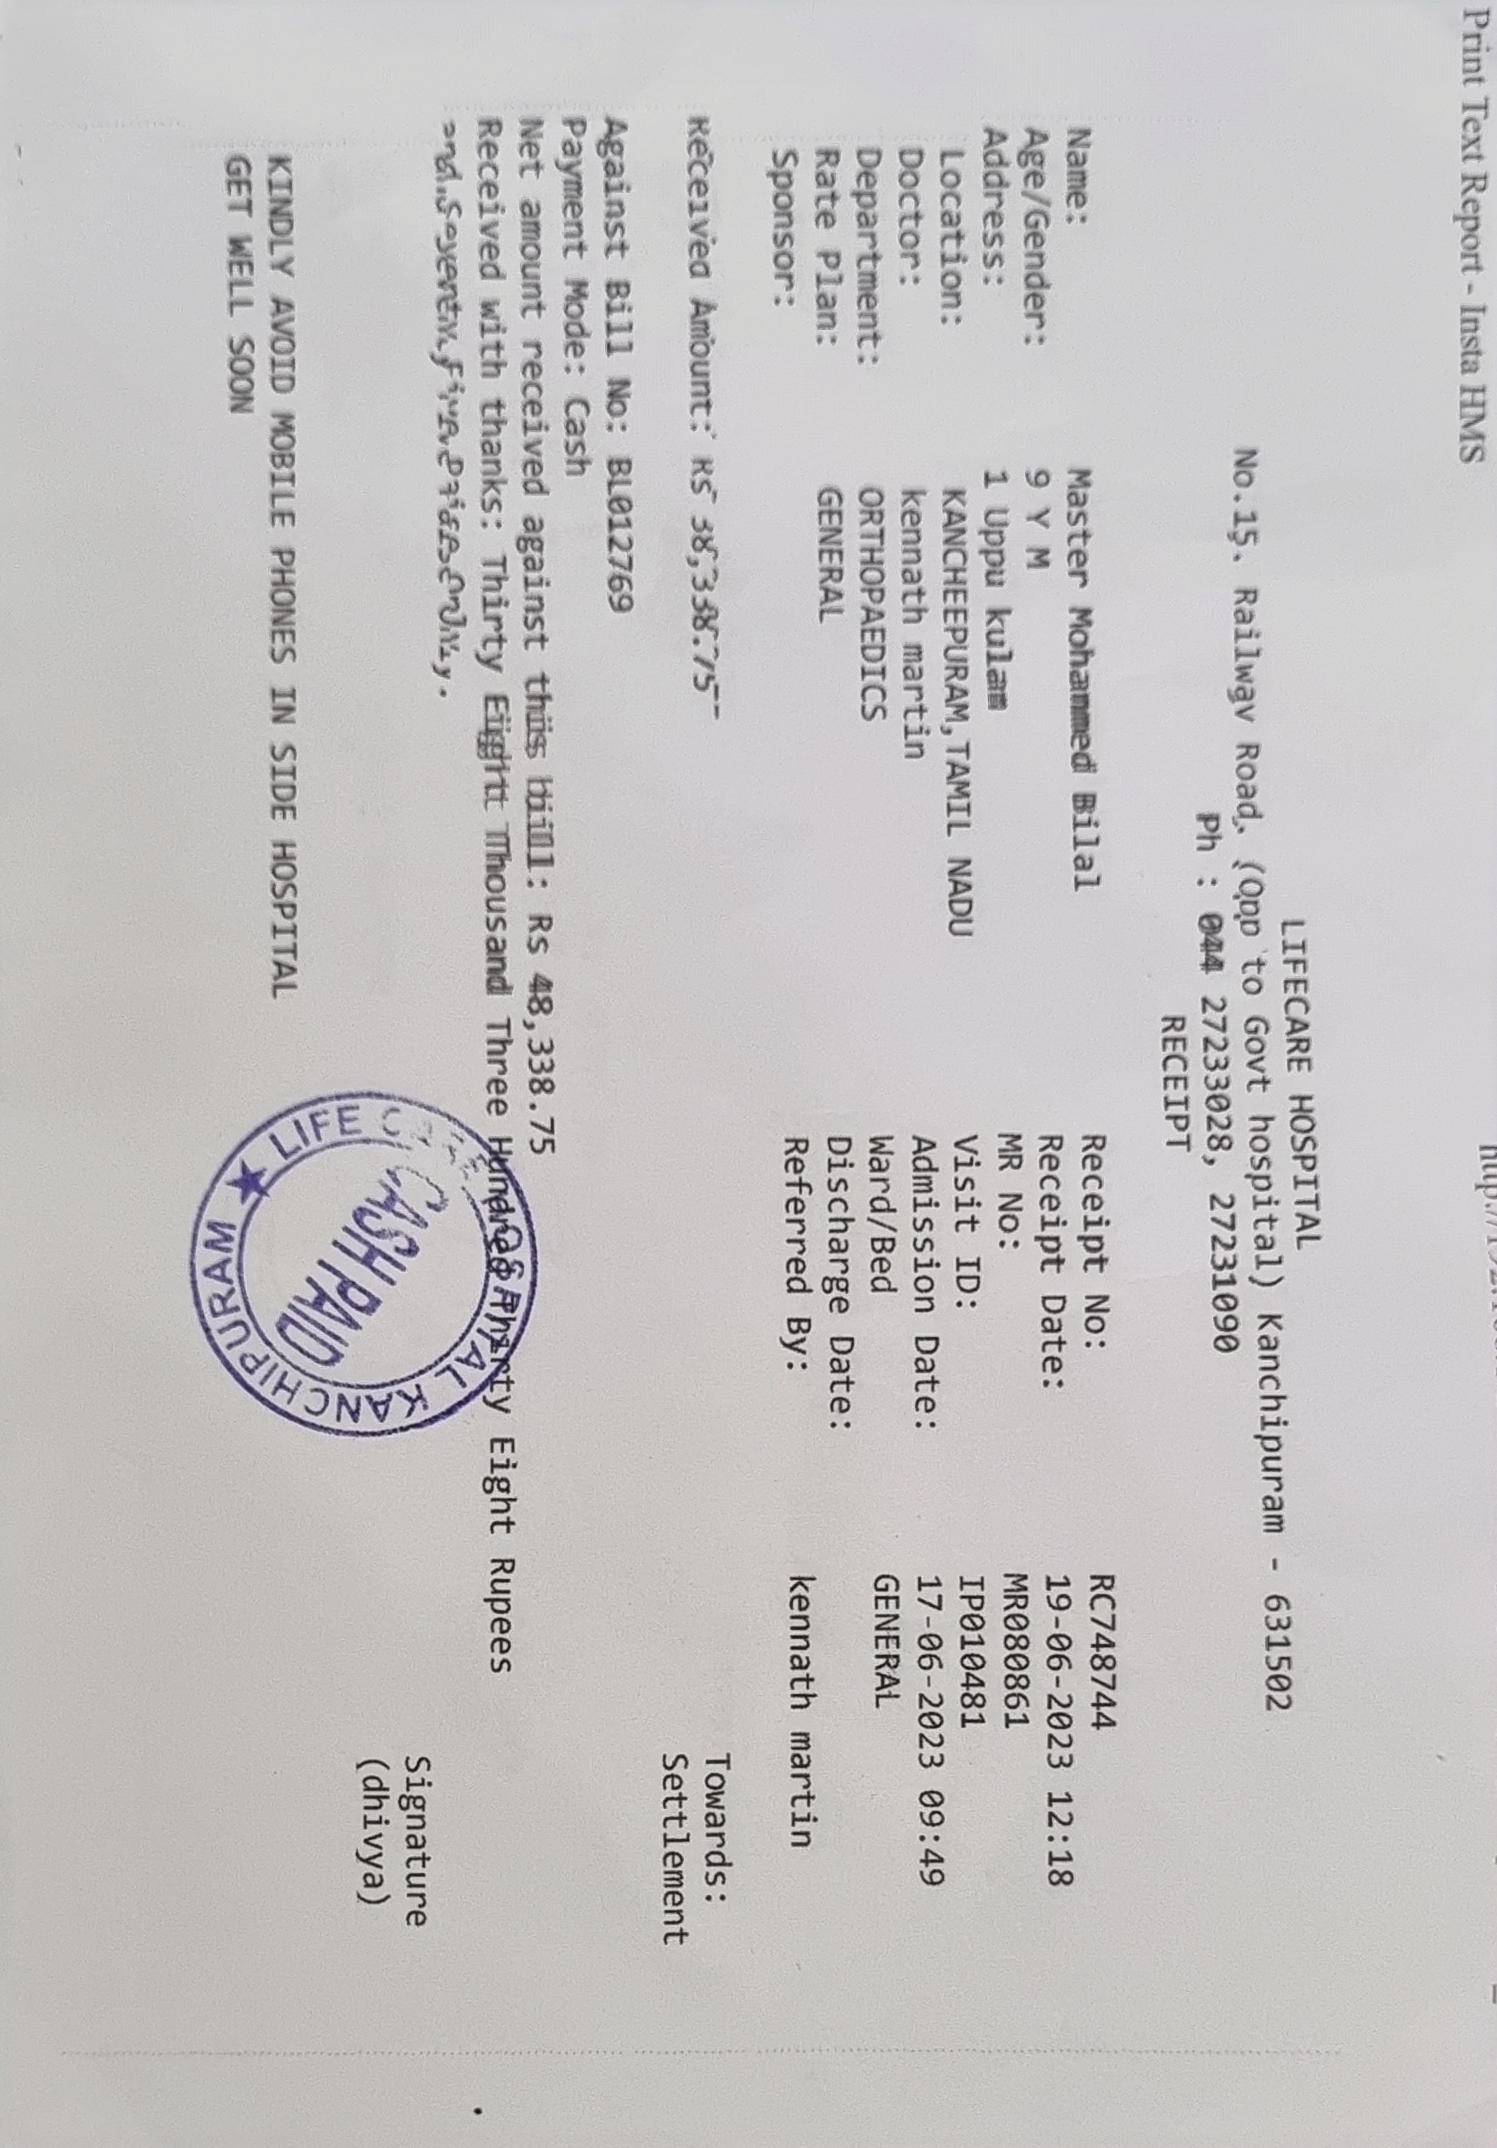 Print Text Report - Insta HMS
LIFECARE HOSPITAL
No.15. Railway Road. (Opp to Govt hospital) Kanchipuram - 631502
Ph : 044 27233028, 27231090
RECEIPT
Name: Master Mohammed Bilal Receipt No: RC748744
Age/Gender: 9 Y M Receipt Date: 19-06-2023 12:18
Address: 1 Uppu kulam MR No: MR080861
Location: KANCHEEPURAM,TAMIL NADU Visit ID: IP010481
Doctor: kennath martin Admission Date: 17-06-2023 09:49
Department: ORTHOPAEDICS Ward/Bed GENERAL
Rate Plan: GENERAL Discharge Date:
Sponsor: Referred By: kennath martin
Received Amount: Rs 38,338.75 Towards:
Settlement
Against Bill No: BL012769
Payment Mode: Cash
Net amount received against this bill: Rs 48,338.75
Received with thanks: Thirty Eight Thousand Three Hundred Thirty Eight Rupees
and Seventy Five Paise Only.
Signature
(dhivya)
KINDLY AVOID MOBILE PHONES IN SIDE HOSPITAL
GET WELL SOON
LIFE CARE HOSPITAL KANCHIPURAM ★
CASH PAID